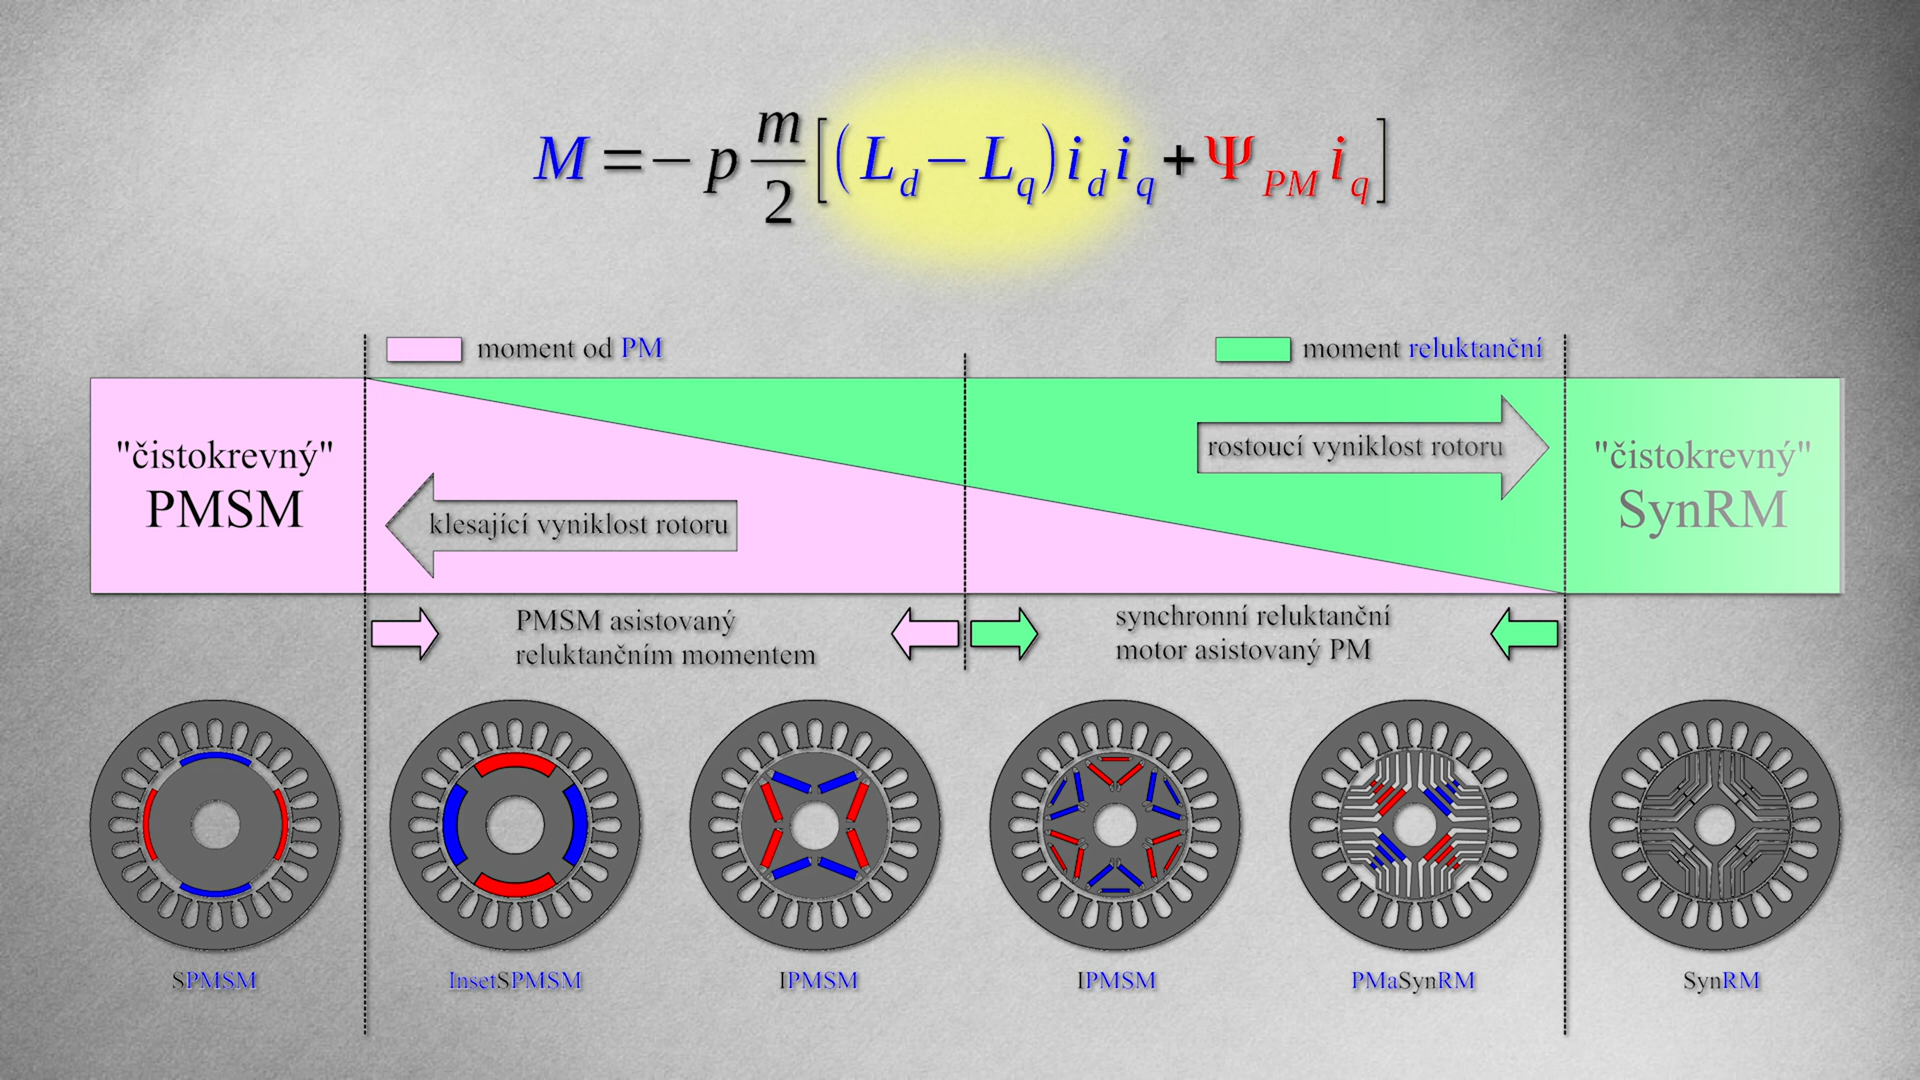 M = − p m/2 [(L_d − L_q) i_d i_q + Ψ_PM i_q]
moment od PM
moment reluktanční
"čistokrevný"
PMSM
klesající vyniklost rotoru
rostoucí vyniklost rotoru
"čistokrevný"
SynRM
PMSM asistovaný
reluktančním momentem
synchronní reluktanční
motor asistovaný PM
SPMSM
InsetSPMSM
IPMSM
IPMSM
PMaSynRM
SynRM